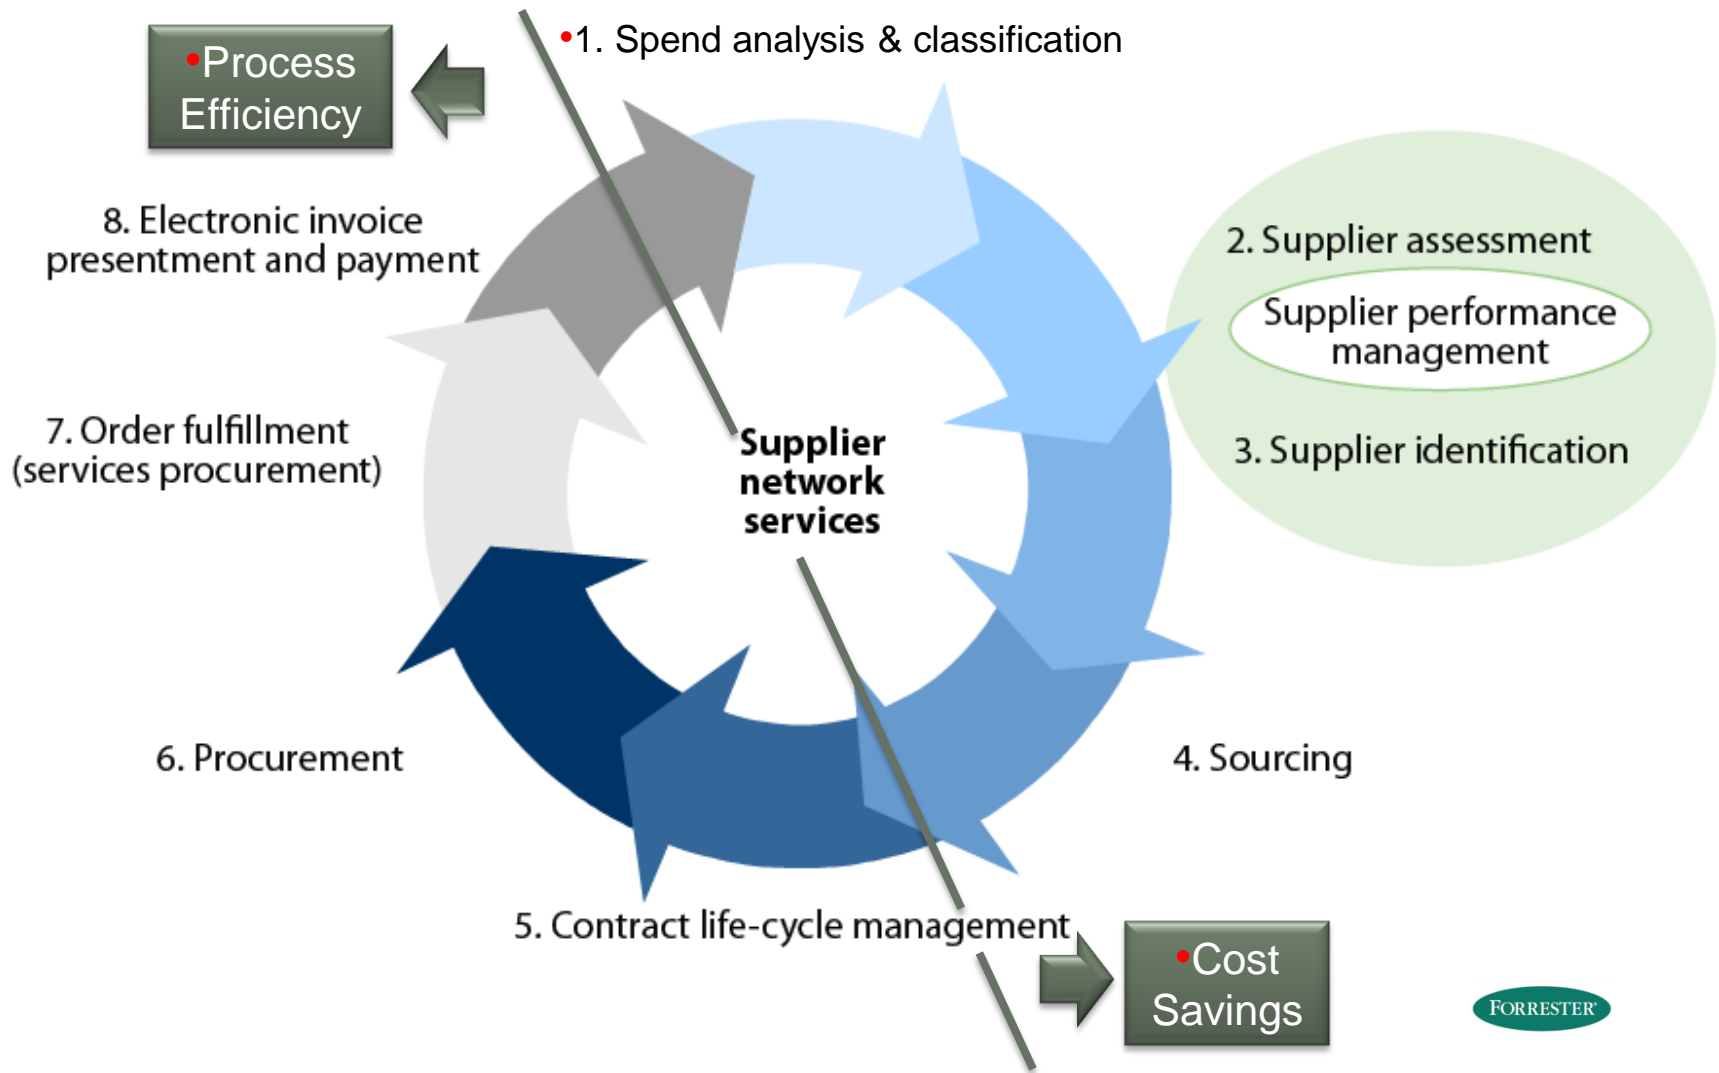 •Process
Efficiency
•1. Spend analysis & classification
8. Electronic invoice
presentment and payment
2. Supplier assessment
Supplier performance
management
3. Supplier identification
7. Order fulfillment
(services procurement)
Supplier
network
services
6. Procurement
4. Sourcing
5. Contract life-cycle management
•Cost
Savings
FORRESTER®